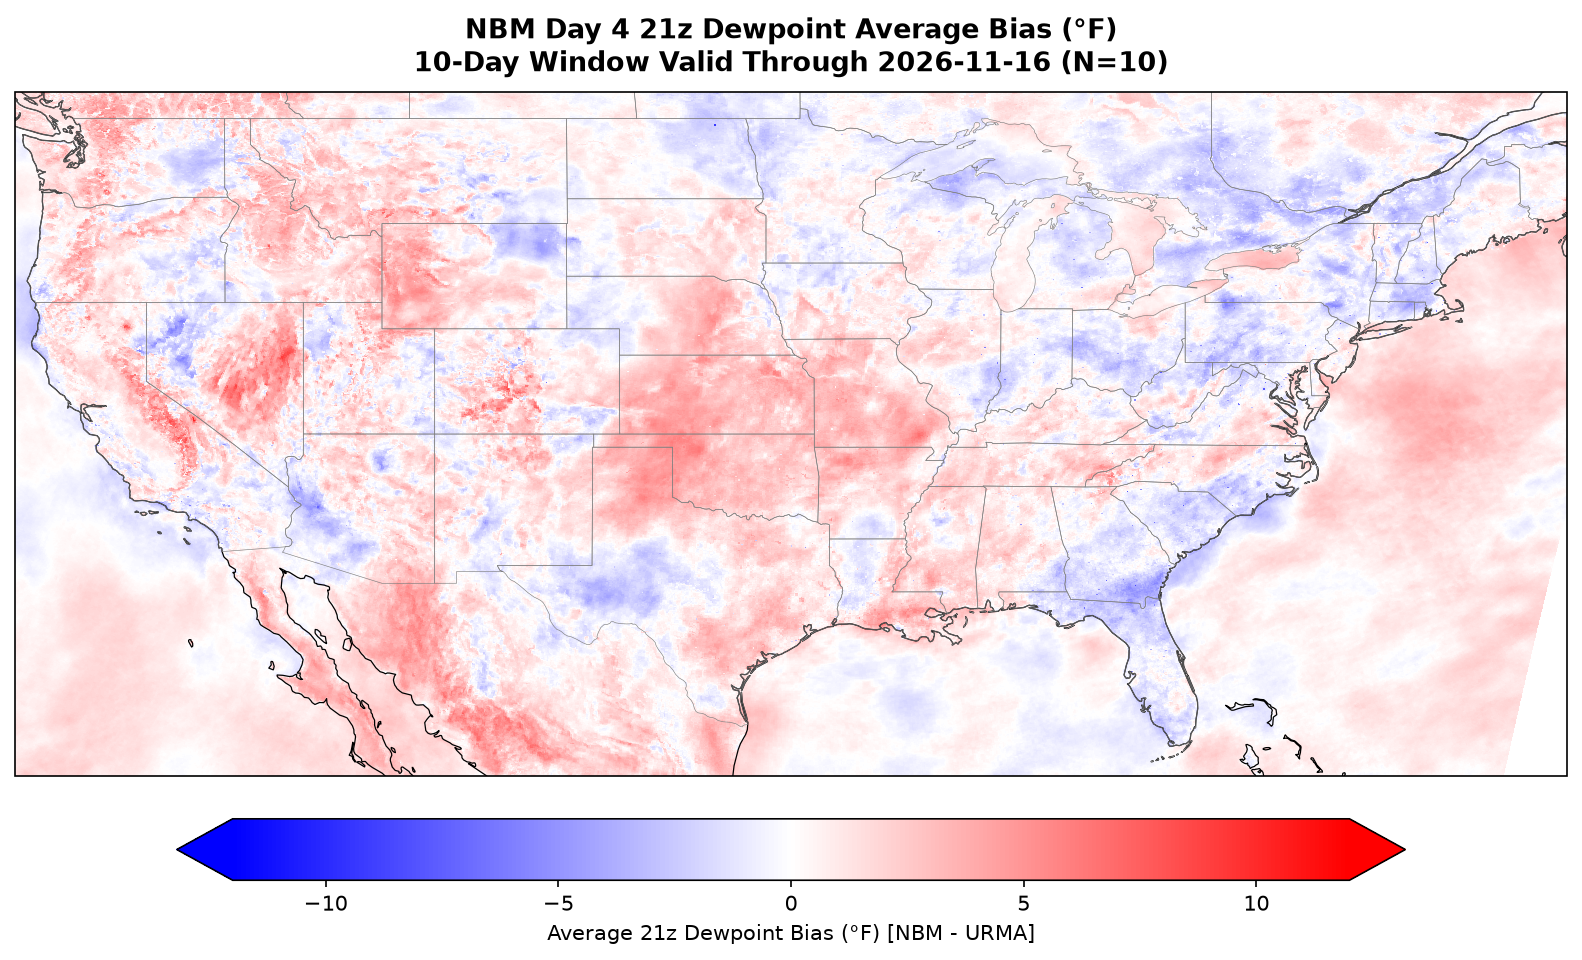 NBM Day 4 21z Dewpoint Average Bias (°F)
10-Day Window Valid Through 2026-11-16 (N=10)
−10 −5 0 5 10
Average 21z Dewpoint Bias (°F) [NBM - URMA]